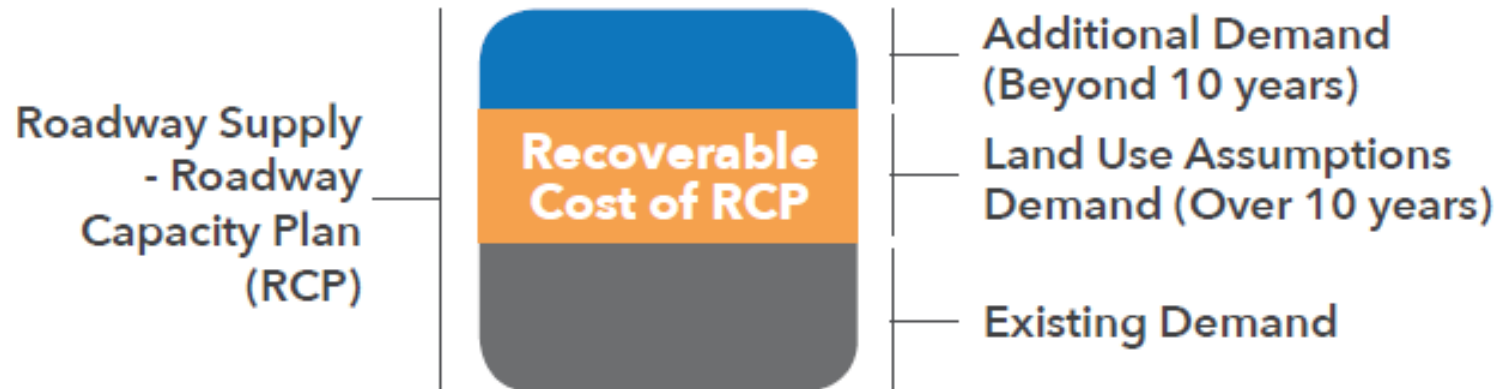 Roadway Supply
- Roadway
Capacity Plan
(RCP)
Recoverable
Cost of RCP
Additional Demand
(Beyond 10 years)
Land Use Assumptions
Demand (Over 10 years)
Existing Demand